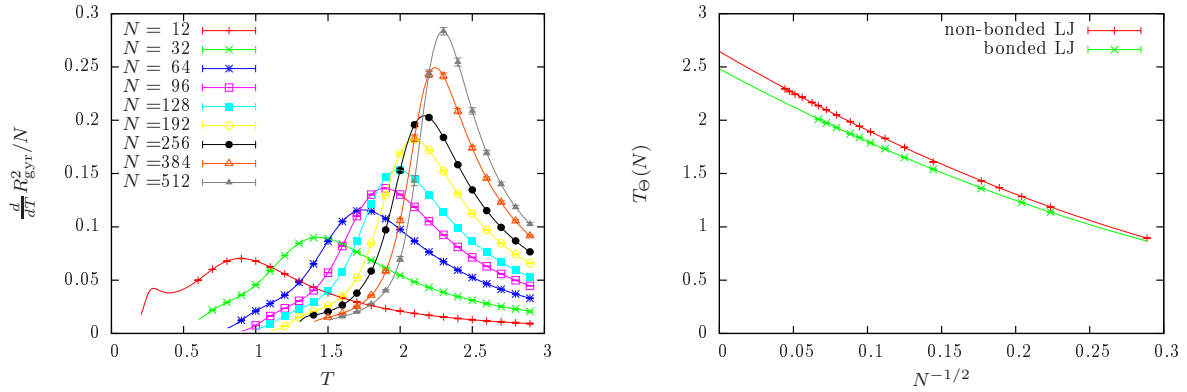 0.3
0.25
0.2
0.15
0.1
0.05
0
0 0.5 1 1.5 2 2.5 3
d/dT R²gyr/N
T
N = 12
N = 32
N = 64
N = 96
N =128
N =192
N =256
N =384
N =512
3
2.5
2
1.5
1
0.5
0
0 0.05 0.1 0.15 0.2 0.25 0.3
TΘ(N)
N−1/2
non-bonded LJ
bonded LJ